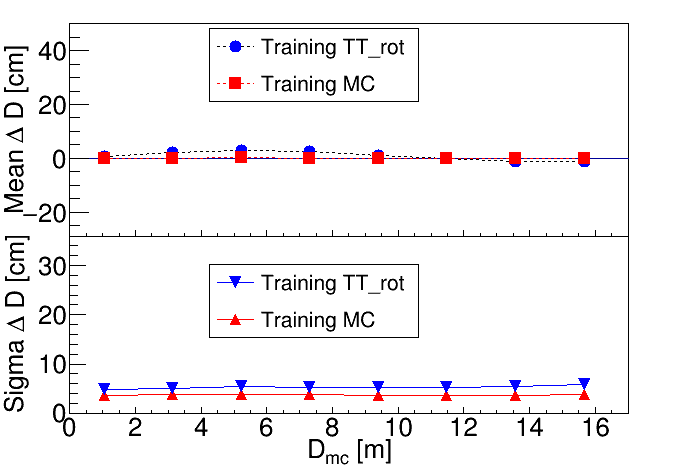 Mean Δ D [cm]
40
20
0
−20
Training TT_rot
Training MC
Sigma Δ D [cm]
30
20
10
0
Training TT_rot
Training MC
0 2 4 6 8 10 12 14 16
D_mc [m]